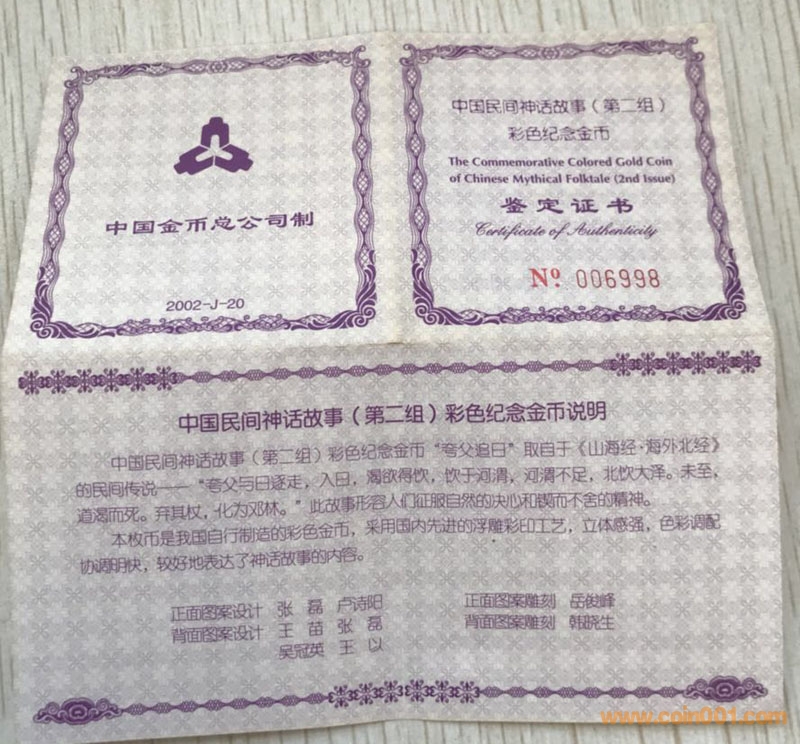 中国金币总公司制
2002-J-20
中国民间神话故事（第二组）
彩色纪念金币
The Commemorative Colored Gold Coin
of Chinese Mythical Folktale (2nd Issue)
鉴定证书
Certificate of Authenticity
No. 006998
中国民间神话故事（第二组）彩色纪念金币说明
中国民间神话故事（第二组）彩色纪念金币“夸父追日”取自于《山海经·海外北经》
的民间传说——“夸父与日逐走，入日，渴欲得饮，饮于河渭，河渭不足，北饮大泽。未至，
道渴而死。弃其杖，化为邓林。”此故事形容人们征服自然的决心和锲而不舍的精神。
本枚币是我国自行制造的彩色金币，采用国内先进的浮雕彩印工艺，立体感强，色彩调配
协调明快，较好地表达了神话故事的内容。
正面图案设计 张磊 卢诗阳
背面图案设计 王苗 张磊
吴冠英 王以
正面图案雕刻 岳俊峰
背面图案雕刻 韩晓生
www.coin001.com